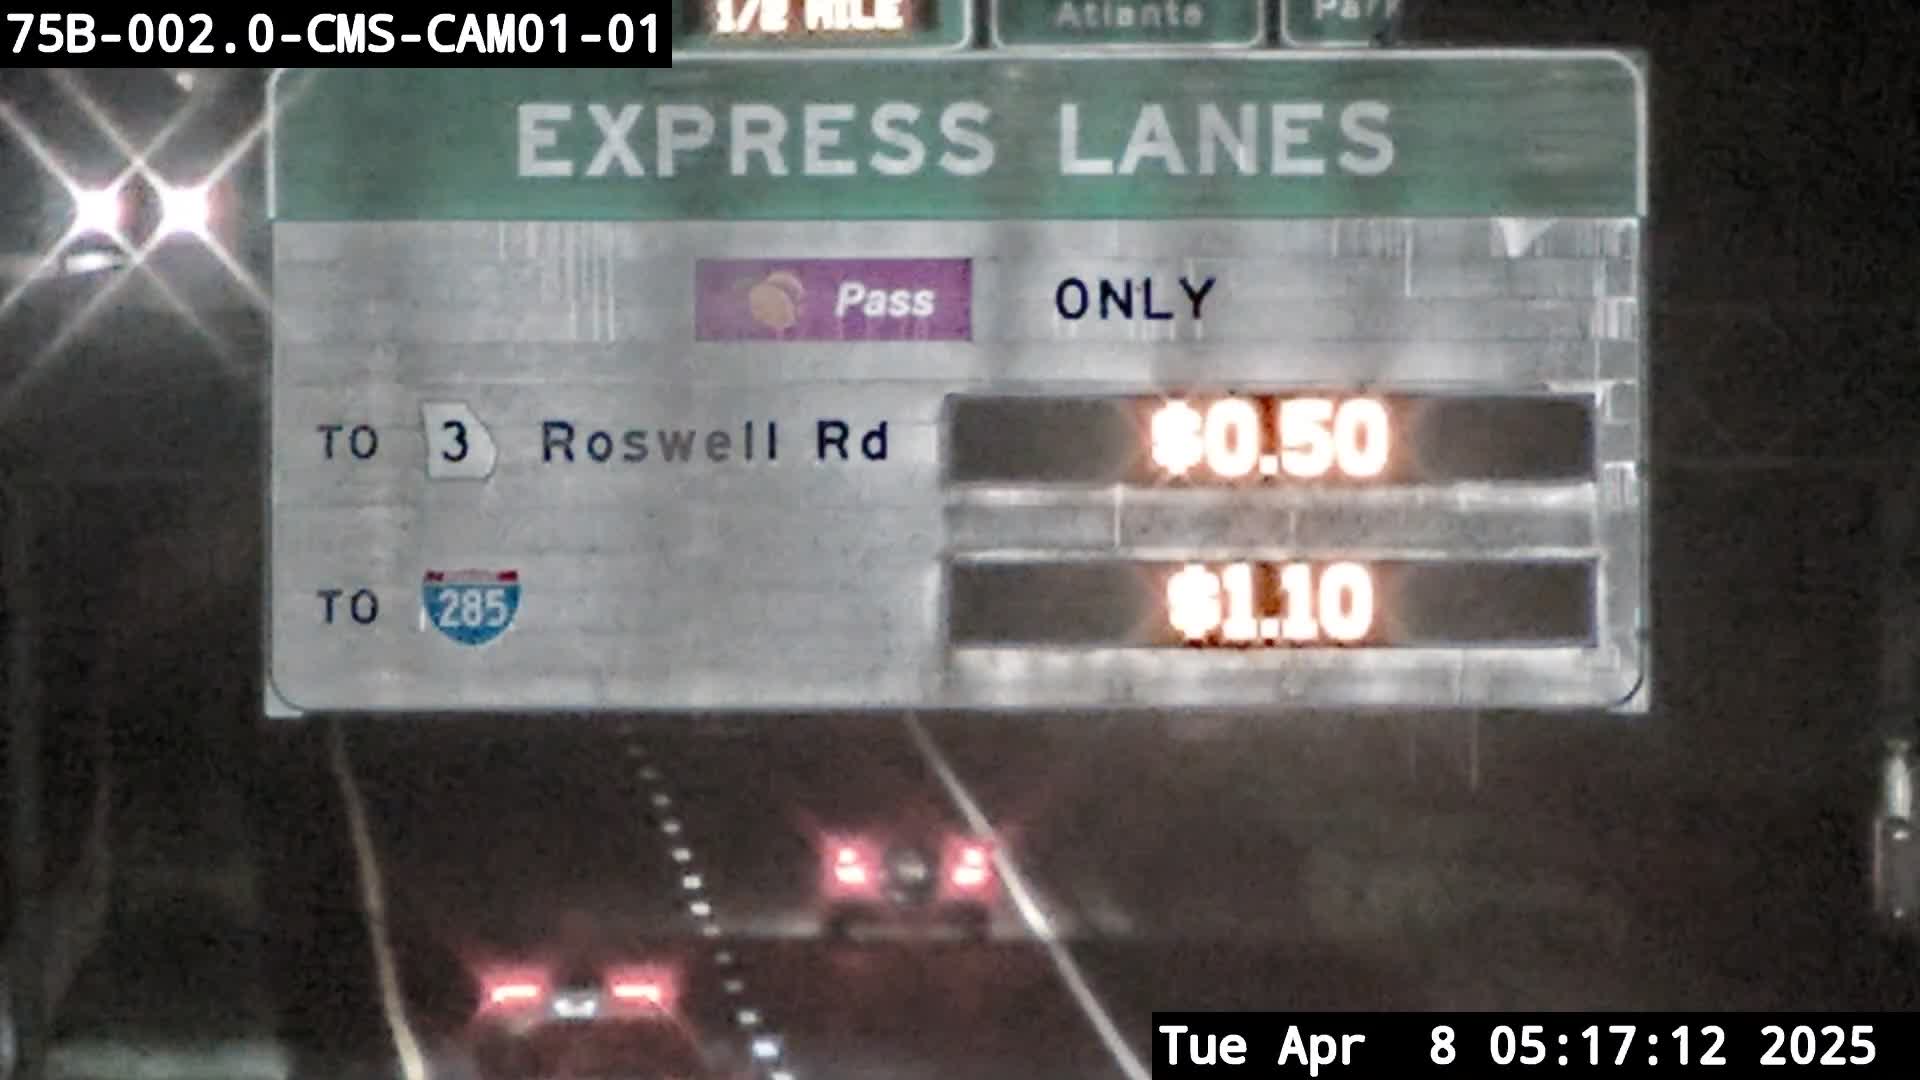 75B-002.0-CMS-CAM01-01
1/2 MILE
Atlanta
Park
EXPRESS LANES
Pass ONLY
TO 3 Roswell Rd $0.50
TO 285 $1.10
Tue Apr 8 05:17:12 2025